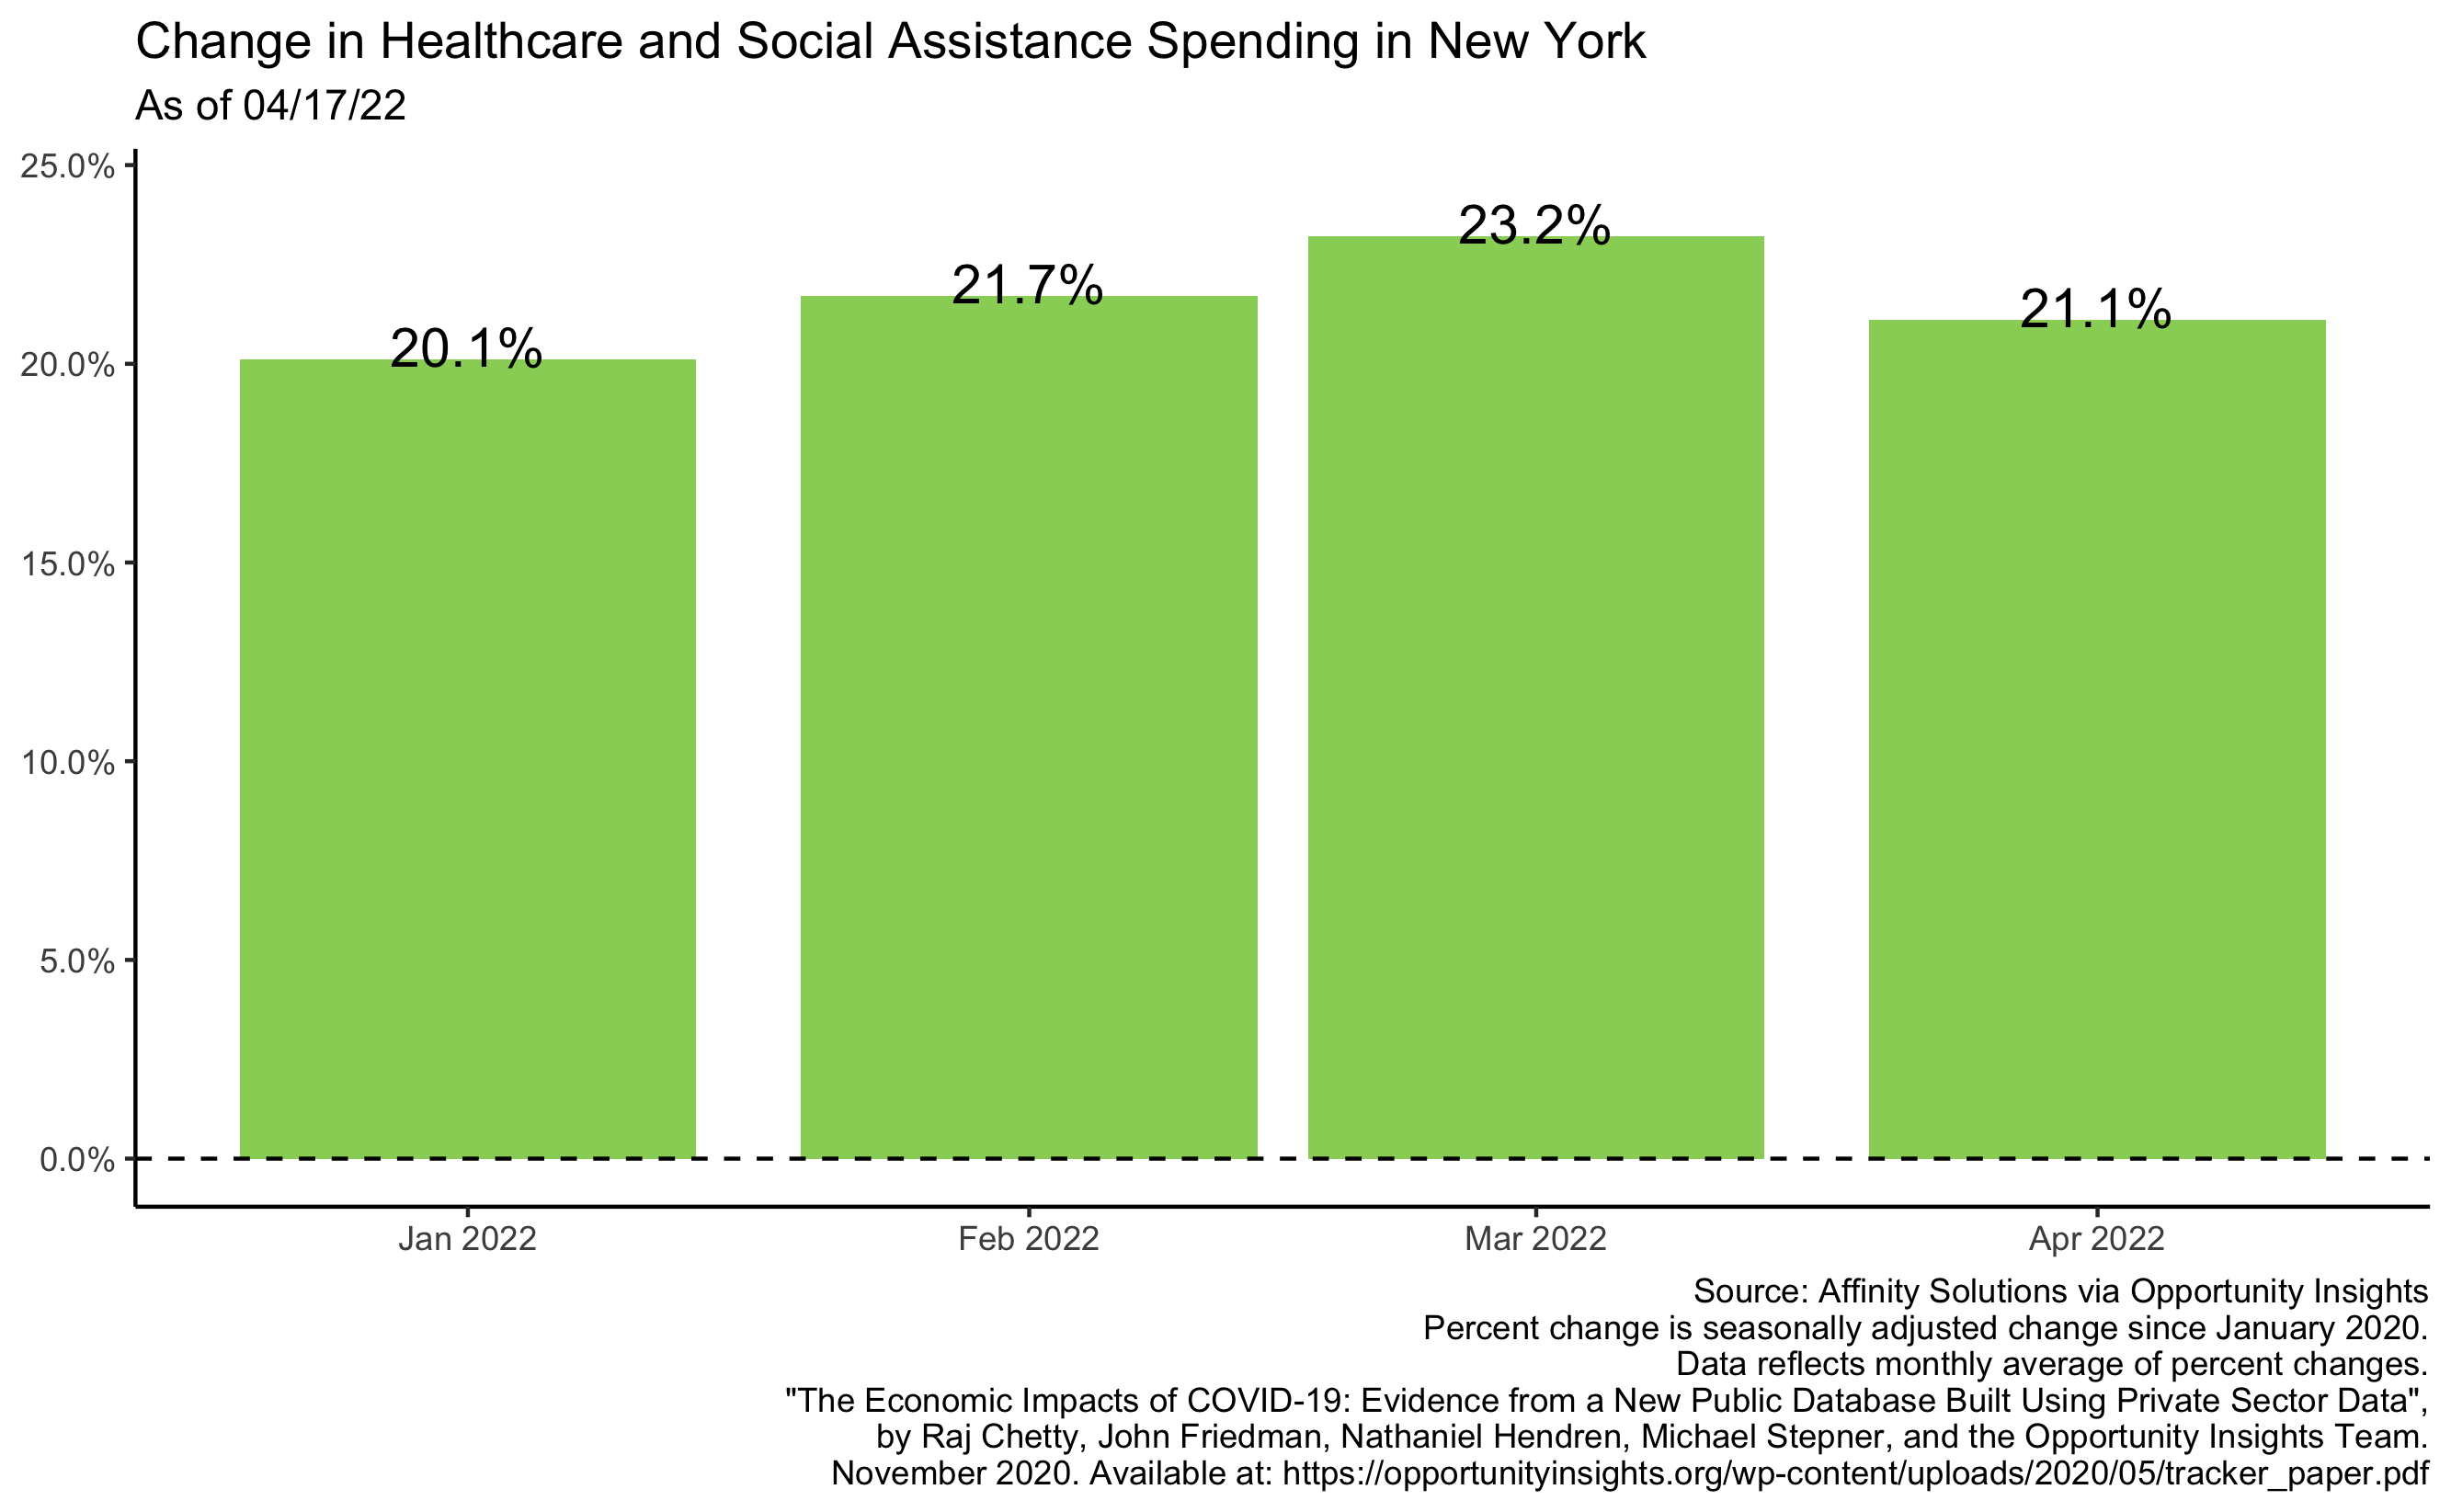 Change in Healthcare and Social Assistance Spending in New York
As of 04/17/22
25.0%
20.0%
15.0%
10.0%
5.0%
0.0%
20.1%
21.7%
23.2%
21.1%
Jan 2022
Feb 2022
Mar 2022
Apr 2022
Source: Affinity Solutions via Opportunity Insights
Percent change is seasonally adjusted change since January 2020.
Data reflects monthly average of percent changes.
"The Economic Impacts of COVID-19: Evidence from a New Public Database Built Using Private Sector Data",
by Raj Chetty, John Friedman, Nathaniel Hendren, Michael Stepner, and the Opportunity Insights Team.
November 2020. Available at: https://opportunityinsights.org/wp-content/uploads/2020/05/tracker_paper.pdf